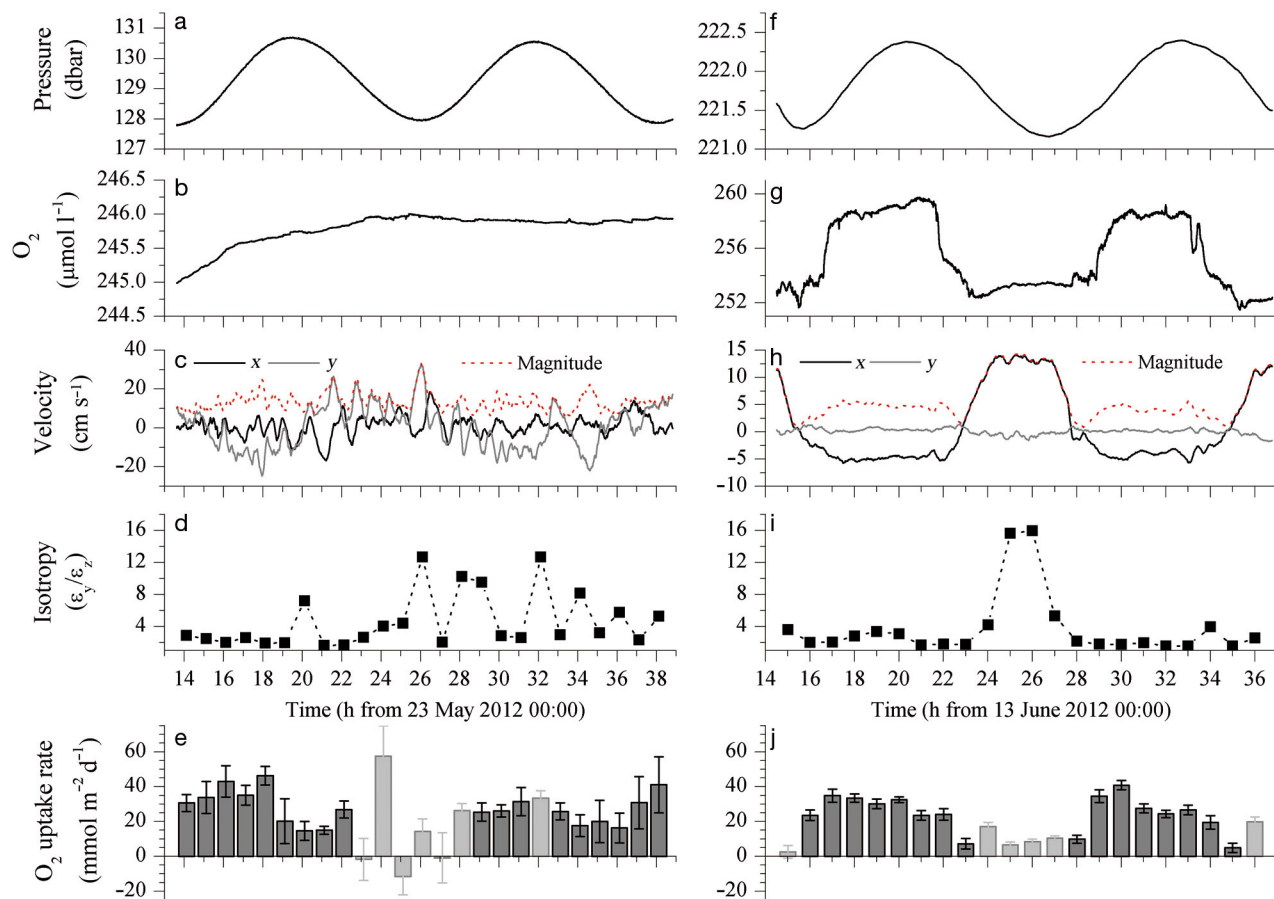 a
Pressure
(dbar)
131
130
129
128
127
f
222.5
222.0
221.5
221.0
b
O₂
(µmol l⁻¹)
246.5
246.0
245.5
245.0
244.5
g
260
256
252
c
x
y
Magnitude
Velocity
(cm s⁻¹)
40
20
0
−20
h
x
y
Magnitude
15
10
5
0
−5
−10
d
Isotropy
(εy/εz)
16
12
8
4
i
16
12
8
4
14 16 18 20 22 24 26 28 30 32 34 36 38
Time (h from 23 May 2012 00:00)
14 16 18 20 22 24 26 28 30 32 34 36
Time (h from 13 June 2012 00:00)
e
O₂ uptake rate
(mmol m⁻² d⁻¹)
60
40
20
0
−20
j
60
40
20
0
−20